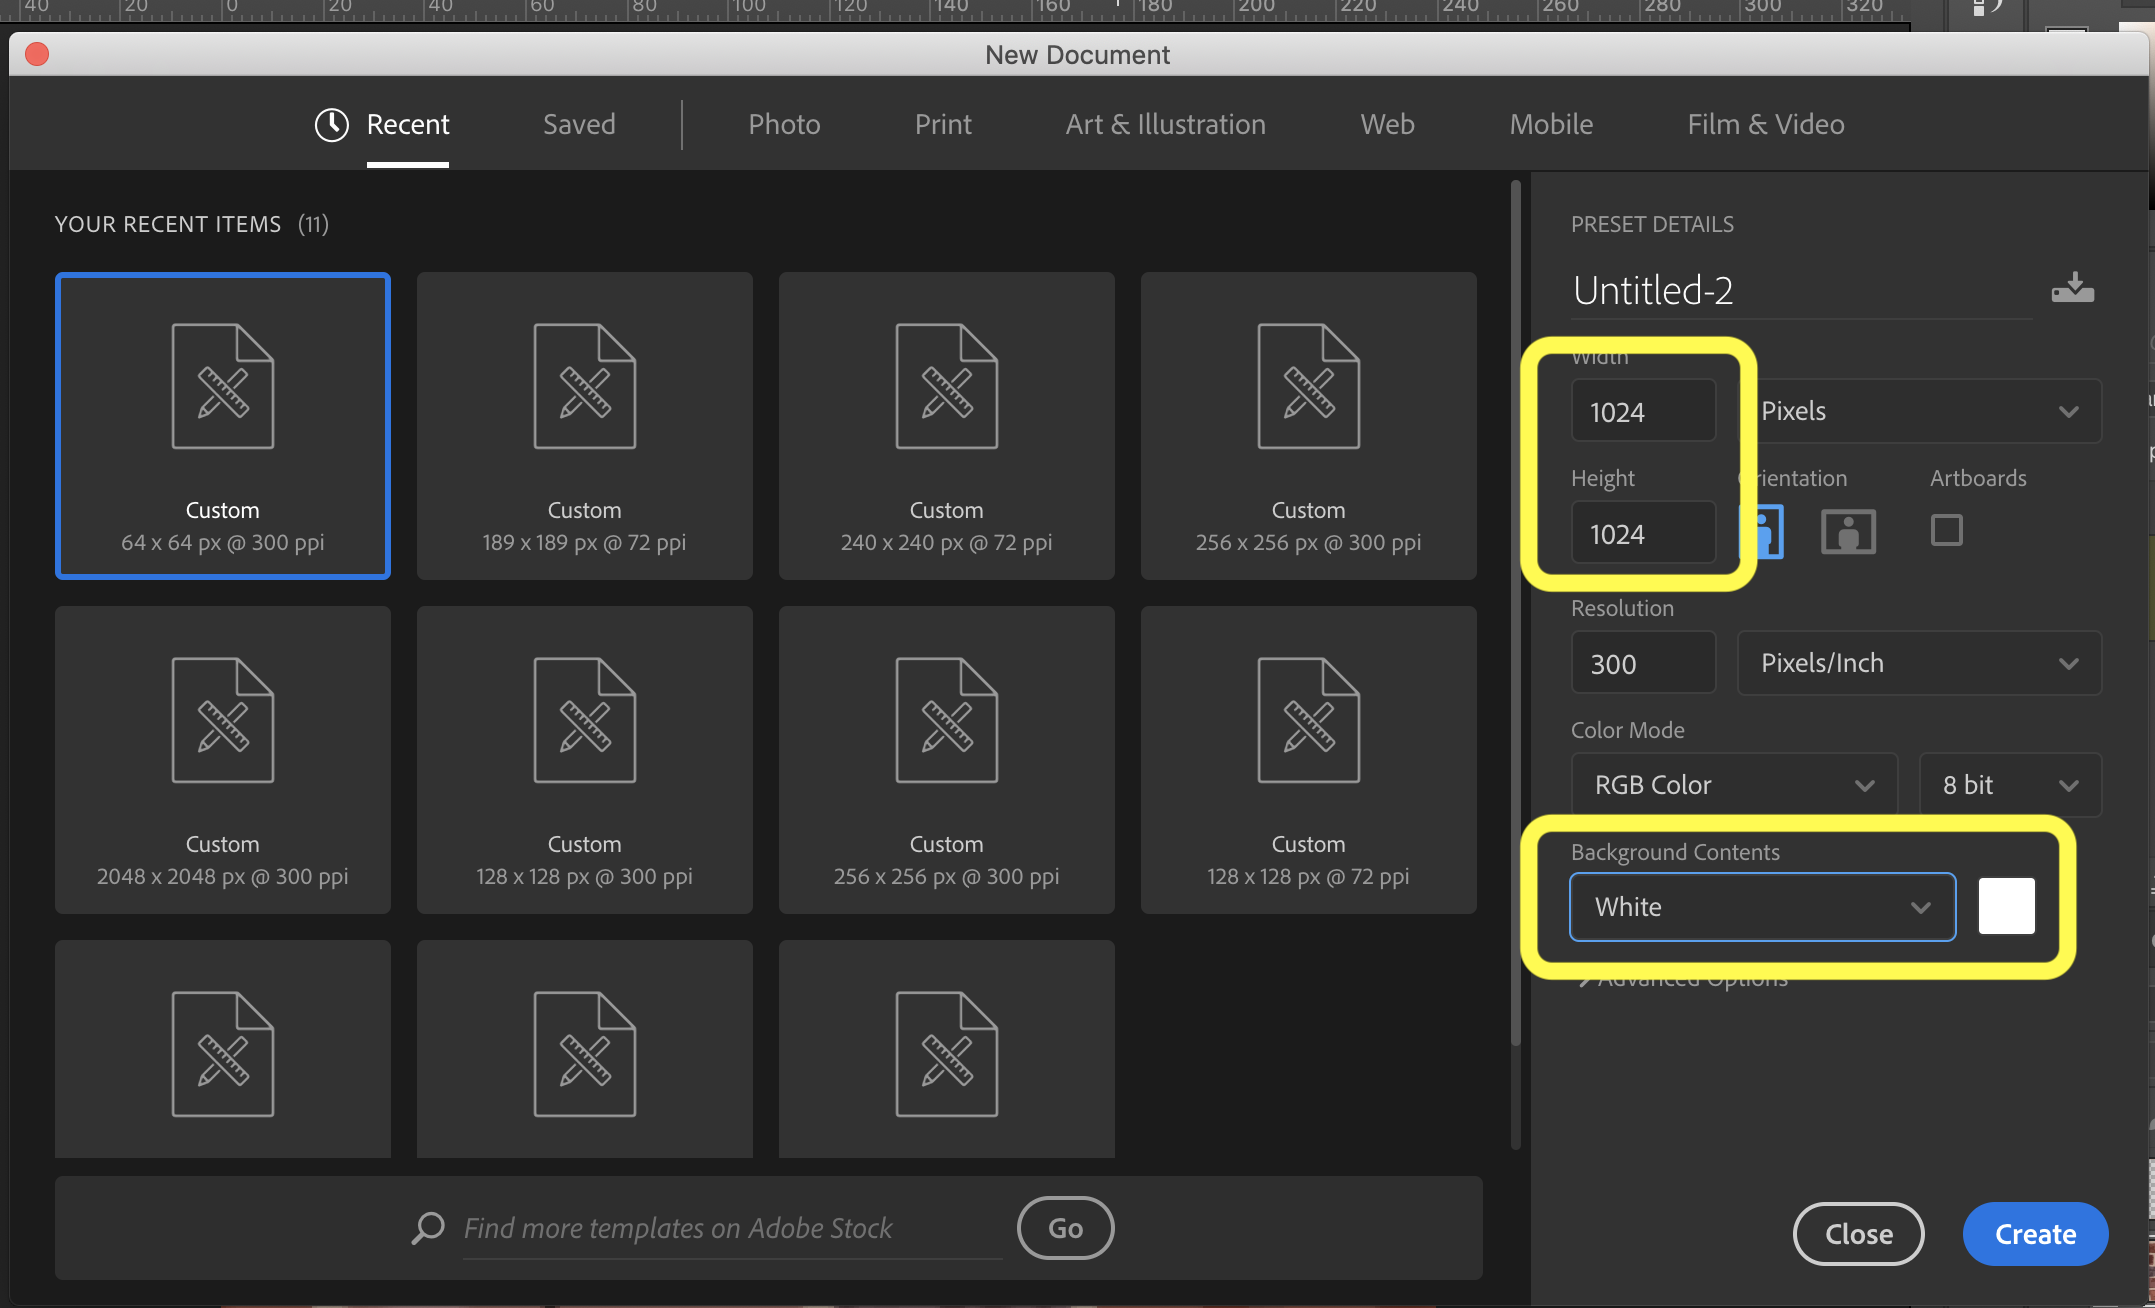 40 20 0 20 40 60 80 100 120 140 160 180 200 220 240 260 280 300 320
New Document
Recent Saved Photo Print Art & Illustration Web Mobile Film & Video
YOUR RECENT ITEMS (11)
Custom
64 x 64 px @ 300 ppi
Custom
189 x 189 px @ 72 ppi
Custom
240 x 240 px @ 72 ppi
Custom
256 x 256 px @ 300 ppi
Custom
2048 x 2048 px @ 300 ppi
Custom
128 x 128 px @ 300 ppi
Custom
256 x 256 px @ 300 ppi
Custom
128 x 128 px @ 72 ppi
Find more templates on Adobe Stock Go
PRESET DETAILS
Untitled-2
Width
1024 Pixels
Height Orientation Artboards
1024
Resolution
300 Pixels/Inch
Color Mode
RGB Color 8 bit
Background Contents
White
Advanced Options
Close Create